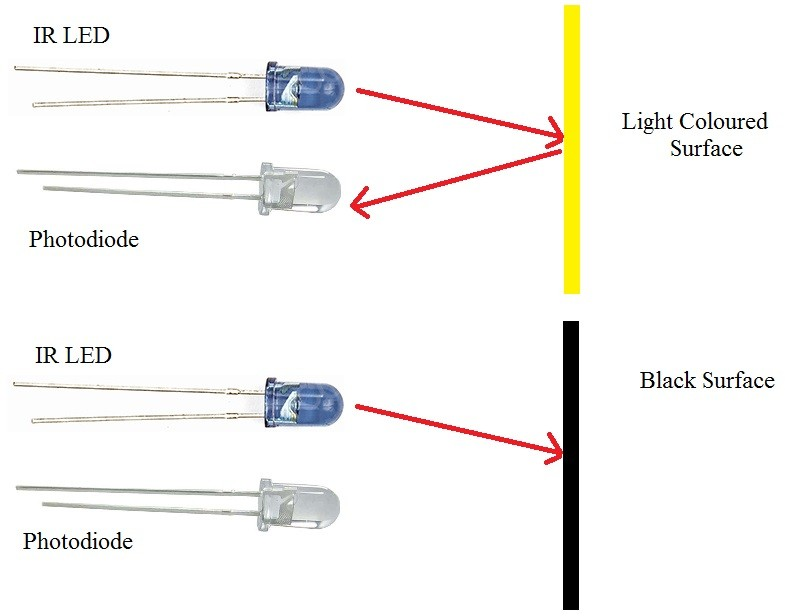 IR LED
Light Coloured
Surface
Photodiode
IR LED
Black Surface
Photodiode